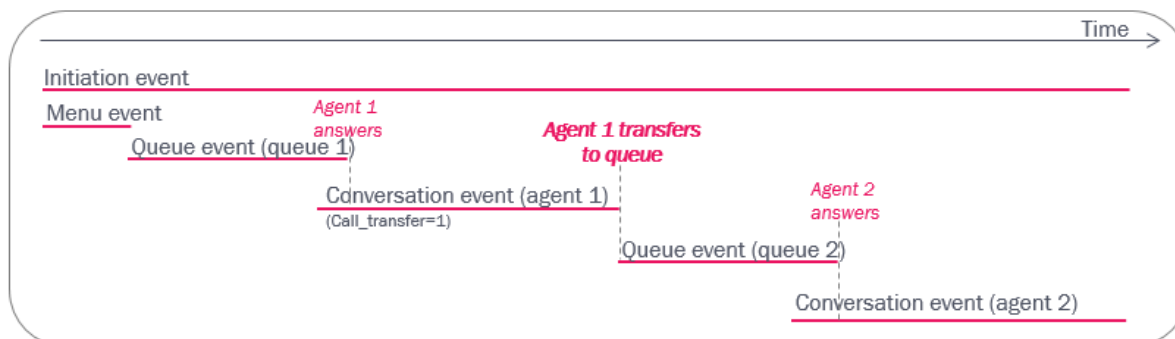 Time
Initiation event
Menu event
Agent 1
answers
Queue event (queue 1)
Agent 1 transfers
to queue
Conversation event (agent 1)
(Call_transfer=1)
Agent 2
answers
Queue event (queue 2)
Conversation event (agent 2)